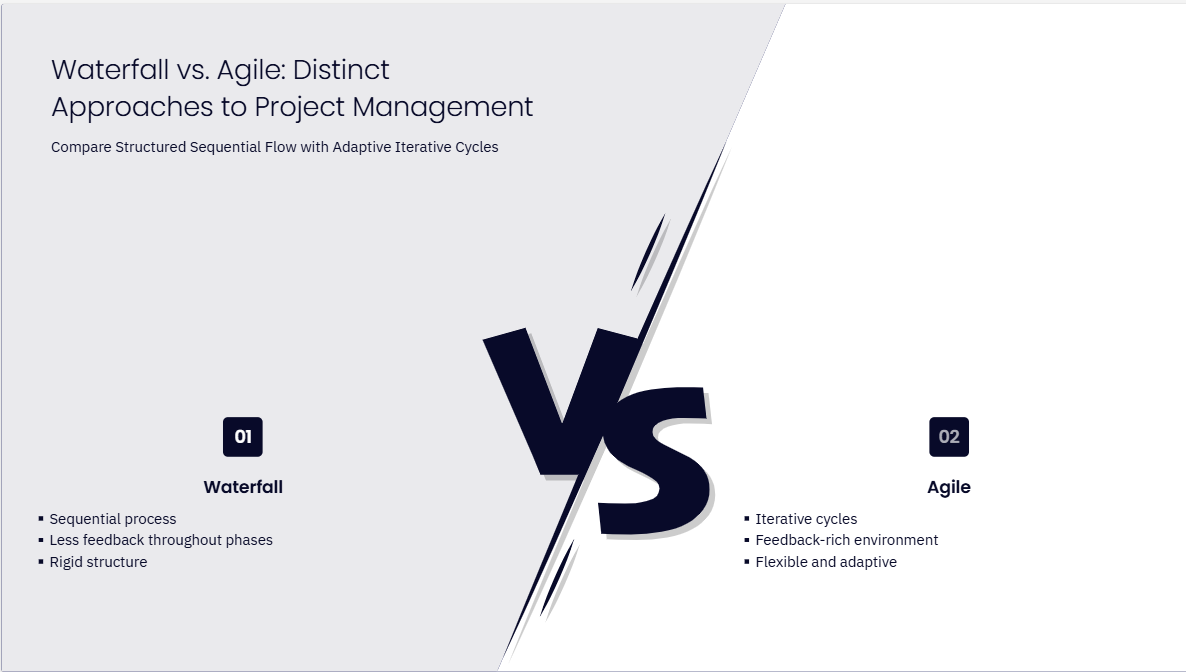 Waterfall vs. Agile: Distinct
Approaches to Project Management
Compare Structured Sequential Flow with Adaptive Iterative Cycles
VS
01
Waterfall
▪ Sequential process
▪ Less feedback throughout phases
▪ Rigid structure
02
Agile
▪ Iterative cycles
▪ Feedback-rich environment
▪ Flexible and adaptive